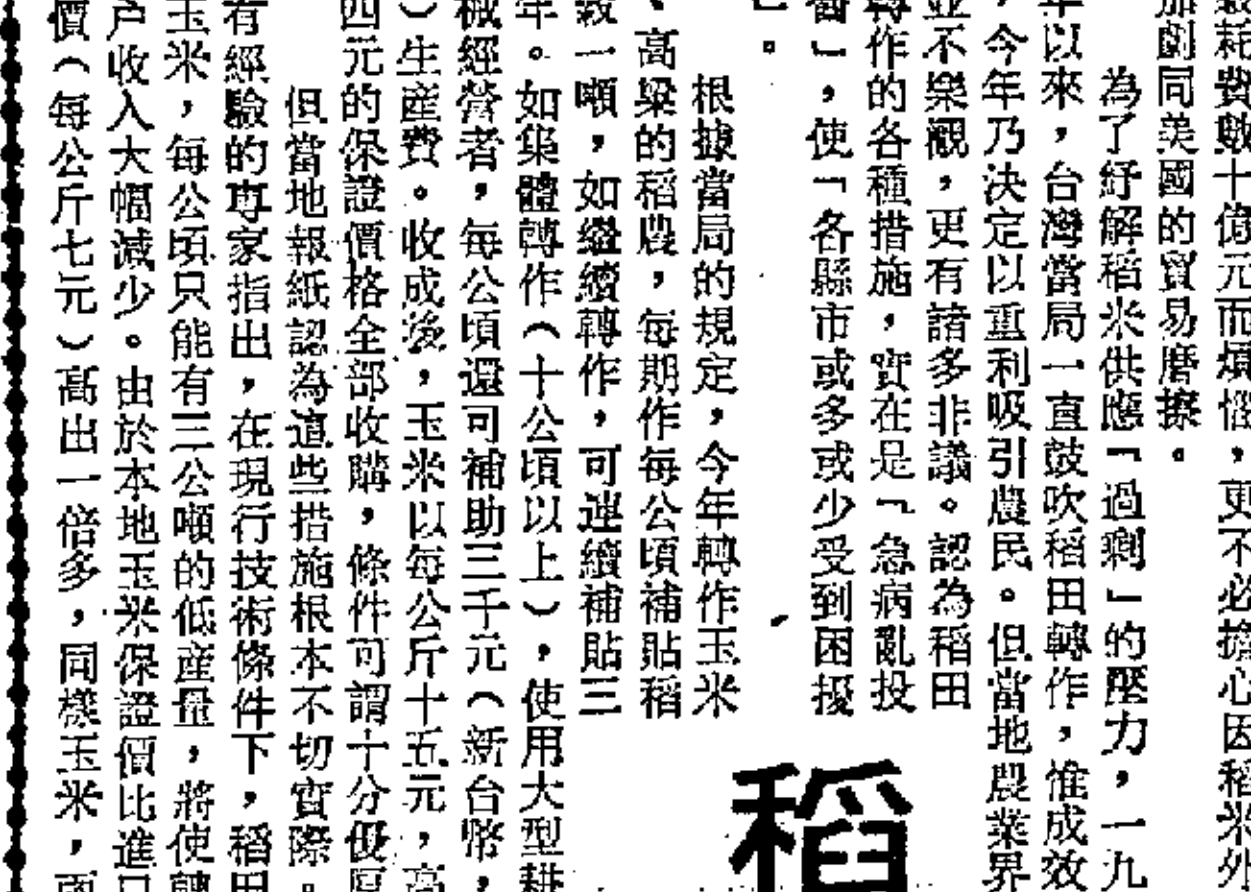 耗費數十億元而煩惱，更不必擔心因稻米外
加劇同美國的貿易磨擦。
為了紓解稻米供應「過剩」的壓力，一九
年以來，台灣當局一直鼓吹稻田轉作，惟成效
，今年乃決定以重利吸引農民。但當地農業界
並不樂觀，更有諸多非議。認為稻田
轉作的各種措施，實在是「急病亂投
醫」，使「各縣市或多或少受到困擾
。
根據當局的規定，今年轉作玉米
、高粱的稻農，每期作每公頃補貼稻
穀一噸，如繼續轉作，可連續補貼三
年。如集體轉作（十公頃以上），使用大型耕
械經營者，每公頃還可補助三千元（新台幣，
）生產費。收成後，玉米以每公斤十五元，高
四元的保證價格全部收購，條件可謂十分優厚
但當地報紙認為這些措施根本不切實際。
有經驗的專家指出，在現行技術條件下，稻田
玉米，每公頃只能有三公噸的低產量，將使轉
戶收入大幅減少。由於本地玉米保證價比進口
價（每公斤七元）高出一倍多，同樣玉米，兩
稻